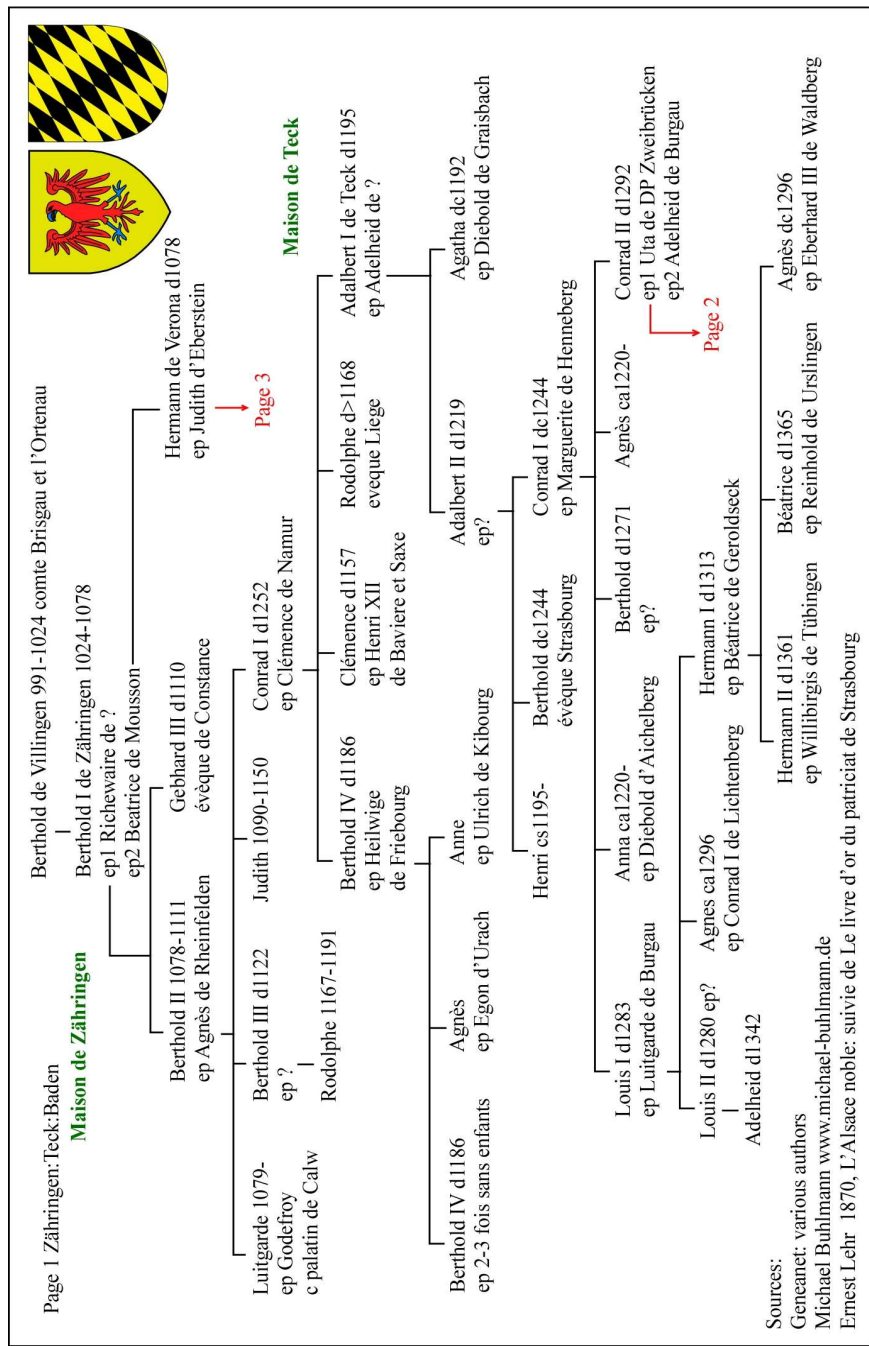 Page 1 Zähringen:Teck:Baden
Berthold de Villingen 991-1024 comte Brisgau et l'Ortenau
Maison de Zähringen
Berthold I de Zähringen 1024-1078
ep1 Richewaire de ?
ep2 Beatrice de Mousson
Berthold II 1078-1111
ep Agnès de Rheinfelden
Gebhard III d1110
évèque de Constance
Hermann de Verona d1078
ep Judith d'Eberstein
Page 3
Luitgarde 1079-
ep Godefroy
c palatin de Calw
Berthold III d1122
ep ?
Rodolphe 1167-1191
Judith 1090-1150
Conrad I d1252
ep Clémence de Namur
Maison de Teck
Berthold IV d1186
ep Heilwige
de Friebourg
Clémence d1157
ep Henri XII
de Baviere et Saxe
Rodolphe d>1168
eveque Liege
Adalbert I de Teck d1195
ep Adelheid de ?
Berthold IV d1186
ep 2-3 fois sans enfants
Agnès
ep Egon d'Urach
Anne
ep Ulrich de Kibourg
Adalbert II d1219
ep?
Agatha dc1192
ep Diebold de Graisbach
Henri cs1195-
Berthold dc1244
évèque Strasbourg
Conrad I dc1244
ep Marguerite de Henneberg
Louis I d1283
ep Luitgarde de Burgau
Anna ca1220-
ep Diebold d'Aichelberg
Berthold d1271
ep?
Agnès ca1220-
Conrad II d1292
ep1 Uta de DP Zweibrücken
ep2 Adelheid de Burgau
Page 2
Louis II d1280 ep?
Adelheid d1342
Agnes ca1296
ep Conrad I de Lichtenberg
Hermann I d1313
ep Béatrice de Geroldseck
Hermann II d1361
ep Willibirgis de Tübingen
Béatrice d1365
ep Reinhold de Urslingen
Agnès dc1296
ep Eberhard III de Waldberg
Sources:
Geneanet: various authors
Michael Buhlmann www.michael-buhlmann.de
Ernest Lehr 1870, L'Alsace noble: suivie de Le livre d'or du patriciat de Strasbourg